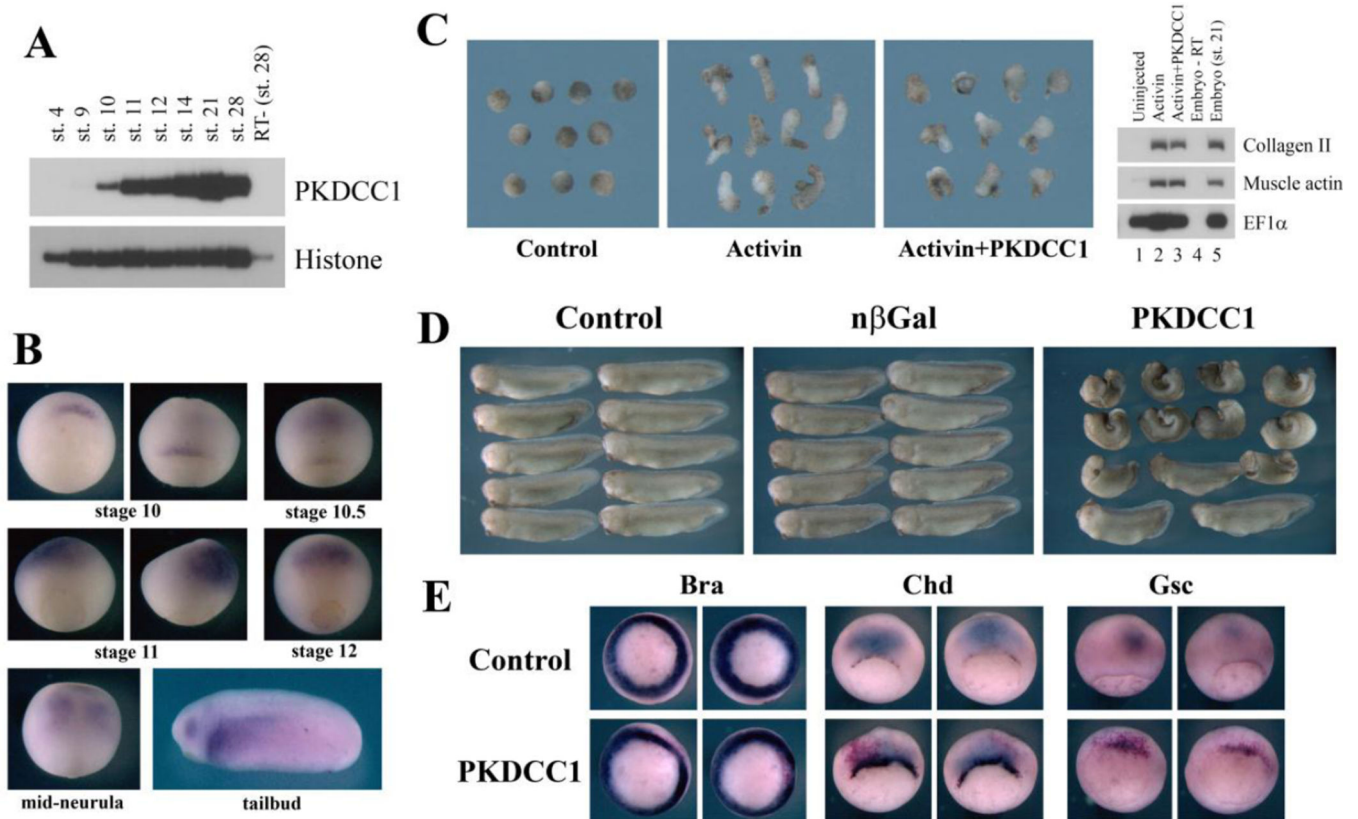 A
st. 4
st. 9
st. 10
st. 11
st. 12
st. 14
st. 21
st. 28
RT- (st. 28)
PKDCC1
Histone
B
stage 10
stage 10.5
stage 11
stage 12
mid-neurula
tailbud
C
Control
Activin
Activin+PKDCC1
Uninjected
Activin
Activin+PKDCC1
Embryo - RT
Embryo (st. 21)
Collagen II
Muscle actin
EF1α
1 2 3 4 5
D
Control
nβGal
PKDCC1
E
Bra
Chd
Gsc
Control
PKDCC1